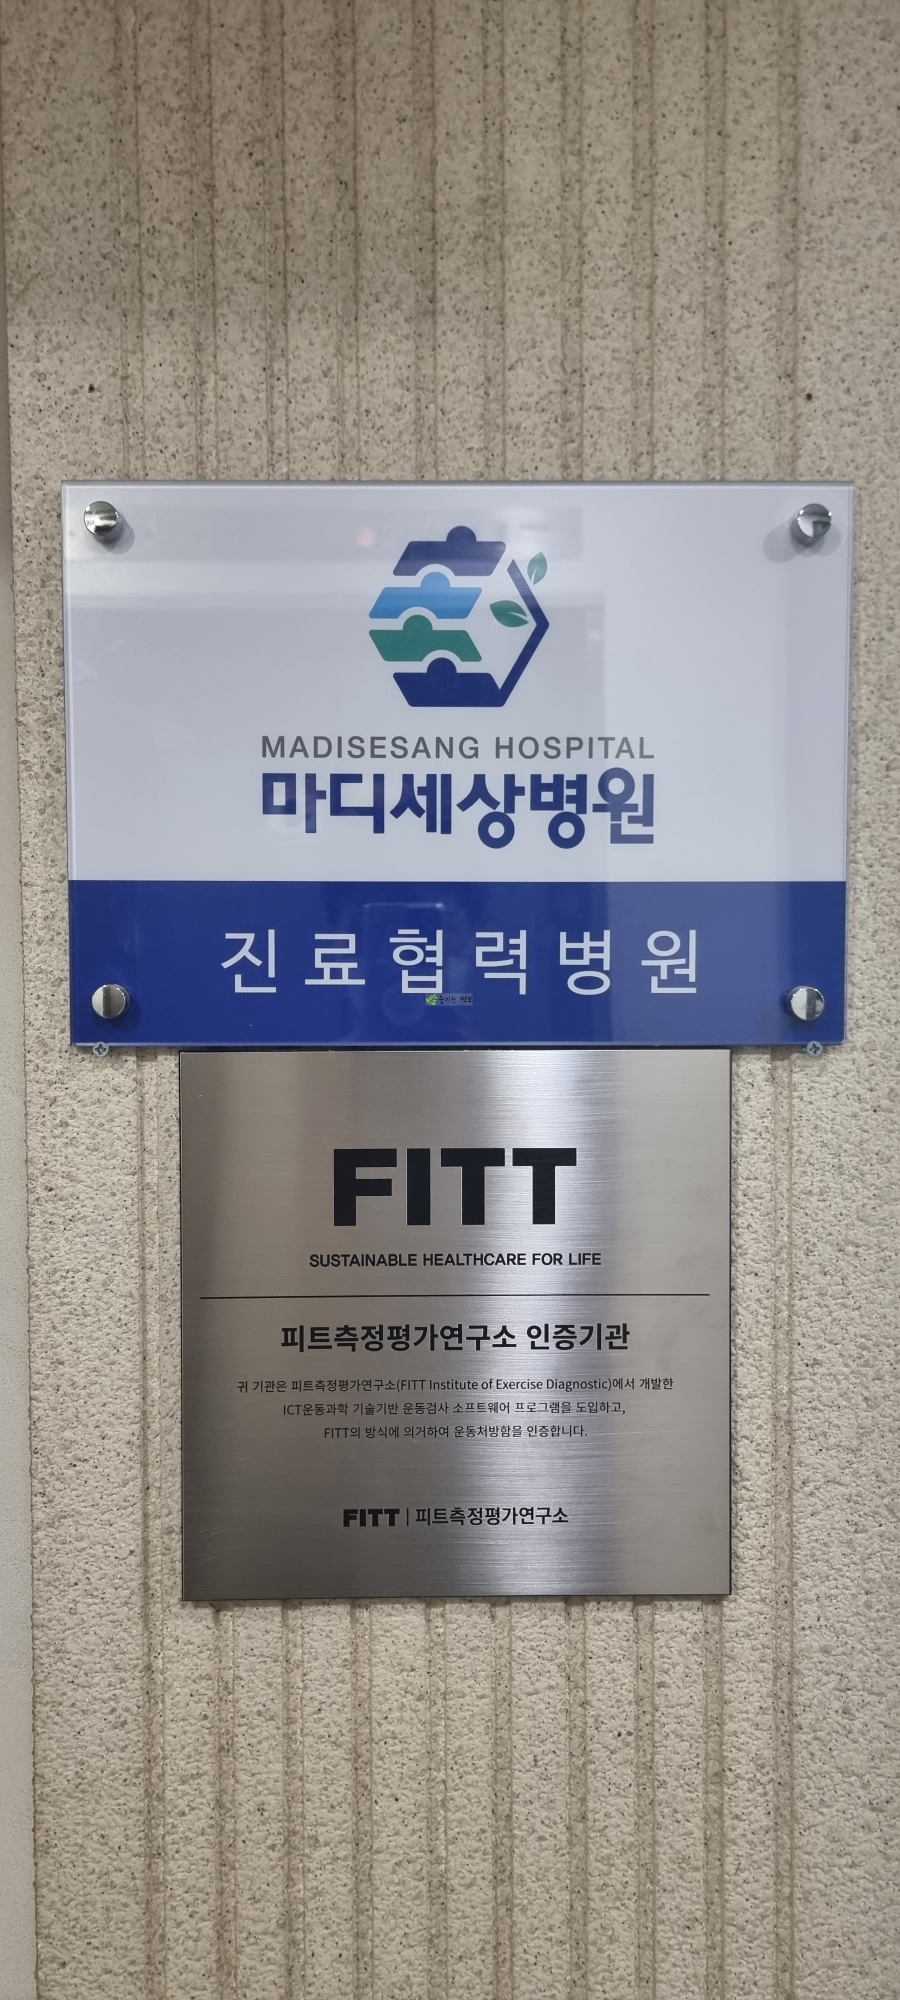 MADISESANG HOSPITAL
마디세상병원
진료협력병원
즐기는
FITT
SUSTAINABLE HEALTHCARE FOR LIFE
피트측정평가연구소 인증기관
귀 기관은 피트측정평가연구소(FITT Institute of Exercise Diagnostic)에서 개발한
ICT운동과학 기술기반 운동검사 소프트웨어 프로그램을 도입하고,
FITT의 방식에 의거하여 운동처방함을 인증합니다.
FITT | 피트측정평가연구소